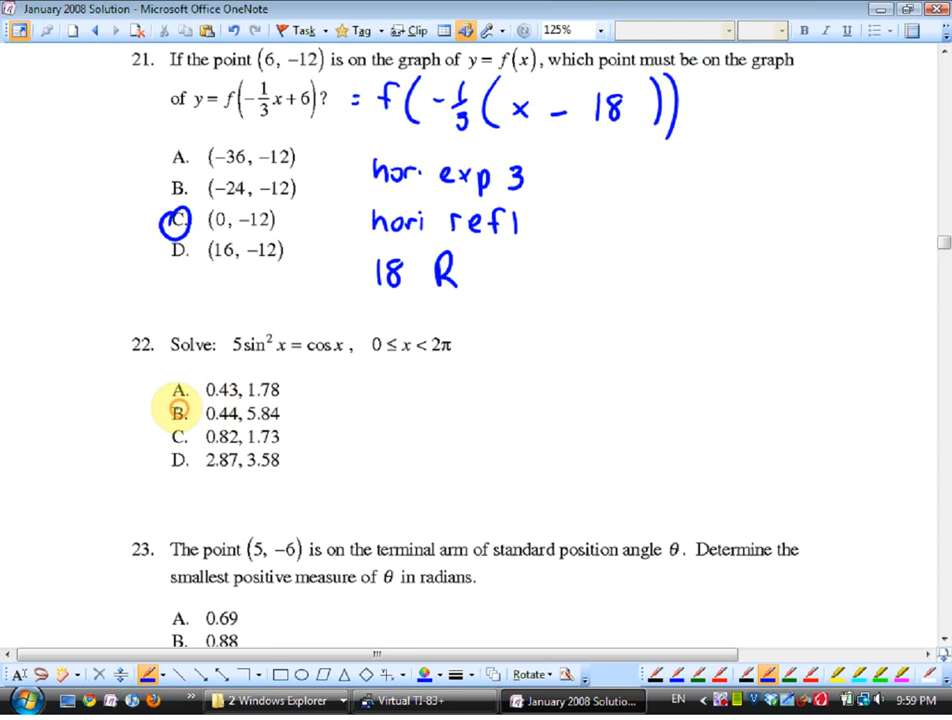 January 2008 Solution - Microsoft Office OneNote
Task Tag Clip 125% B I U
21. If the point (6, −12) is on the graph of y = f(x), which point must be on the graph
of y = f(−1/3 x + 6)? = f(−1/3(x − 18))
A. (−36, −12)
hori exp 3
B. (−24, −12)
C. (0, −12)
hori refl
D. (16, −12)
18 R
22. Solve: 5 sin² x = cos x, 0 ≤ x < 2π
A. 0.43, 1.78
B. 0.44, 5.84
C. 0.82, 1.73
D. 2.87, 3.58
23. The point (5, −6) is on the terminal arm of standard position angle θ. Determine the
smallest positive measure of θ in radians.
A. 0.69
B. 0.88
Rotate
2 Windows Explorer Virtual TI-83+ January 2008 Solutio... EN 9:59 PM